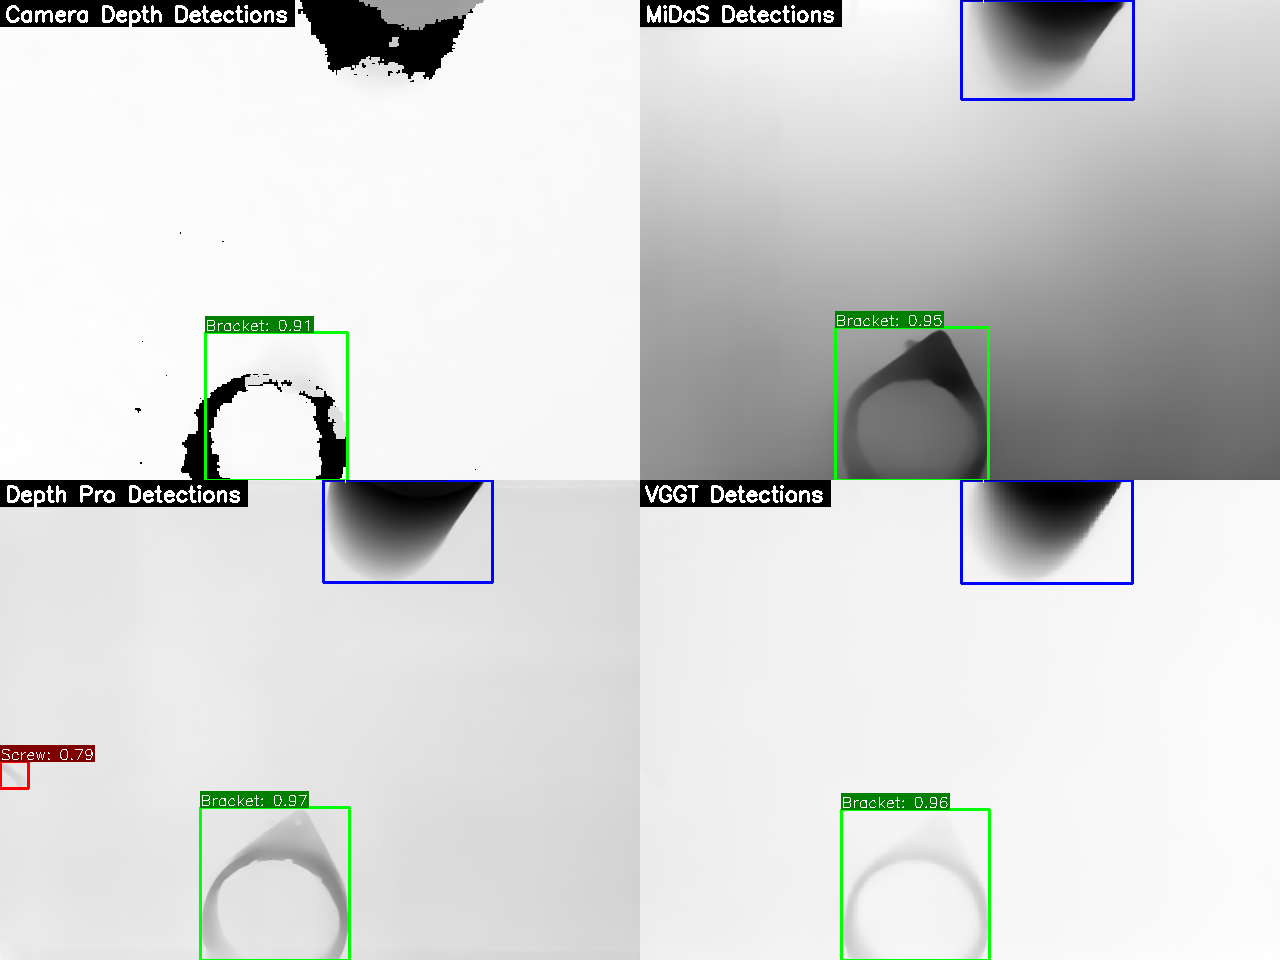 Camera Depth Detections
MiDaS Detections
Bracket: 0.91
Bracket: 0.95
Depth Pro Detections
VGGT Detections
Screw: 0.79
Bracket: 0.97
Bracket: 0.96